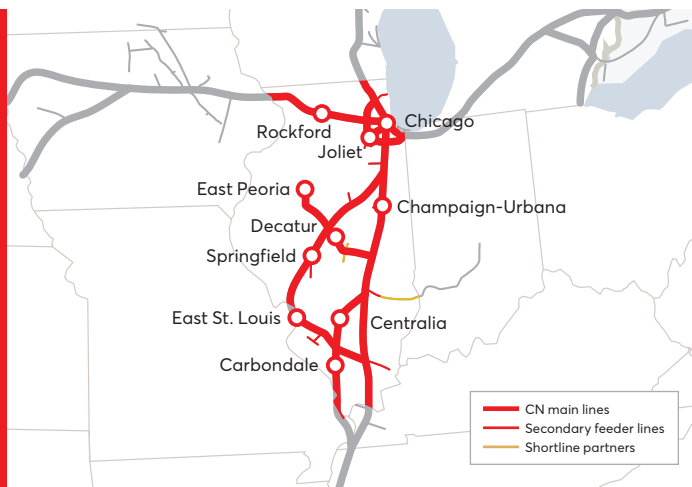 Chicago
Rockford
Joliet
East Peoria
Champaign-Urbana
Decatur
Springfield
East St. Louis
Centralia
Carbondale
CN main lines
Secondary feeder lines
Shortline partners